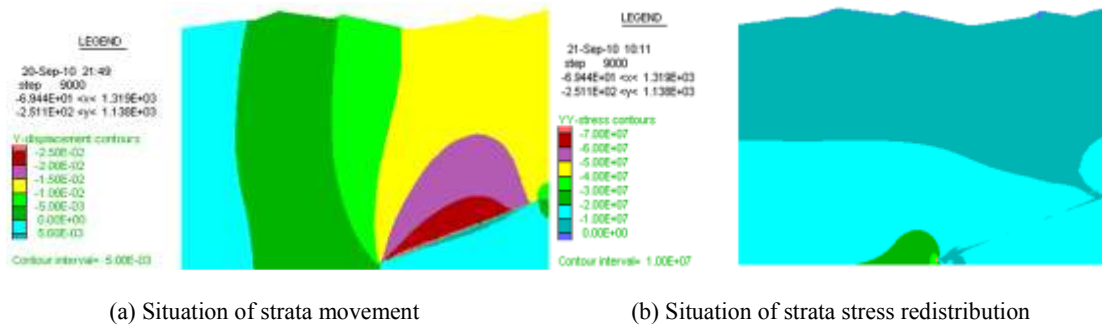 LEGEND
20-Sep-10 21:49
step 9000
-6.944E+01 <x< 1.319E+03
-2.511E+02 <y< 1.138E+03
Y-displacement contours
-2.50E-02
-2.00E-02
-1.50E-02
-1.00E-02
-5.00E-03
0.00E+00
5.00E-03
Contour interval= 5.00E-03
(a) Situation of strata movement
LEGEND
21-Sep-10 10:11
step 9000
-6.944E+01 <x< 1.319E+03
-2.511E+02 <y< 1.138E+03
YY-stress contours
-7.00E+07
-6.00E+07
-5.00E+07
-4.00E+07
-3.00E+07
-2.00E+07
-1.00E+07
0.00E+00
Contour interval= 1.00E+07
(b) Situation of strata stress redistribution